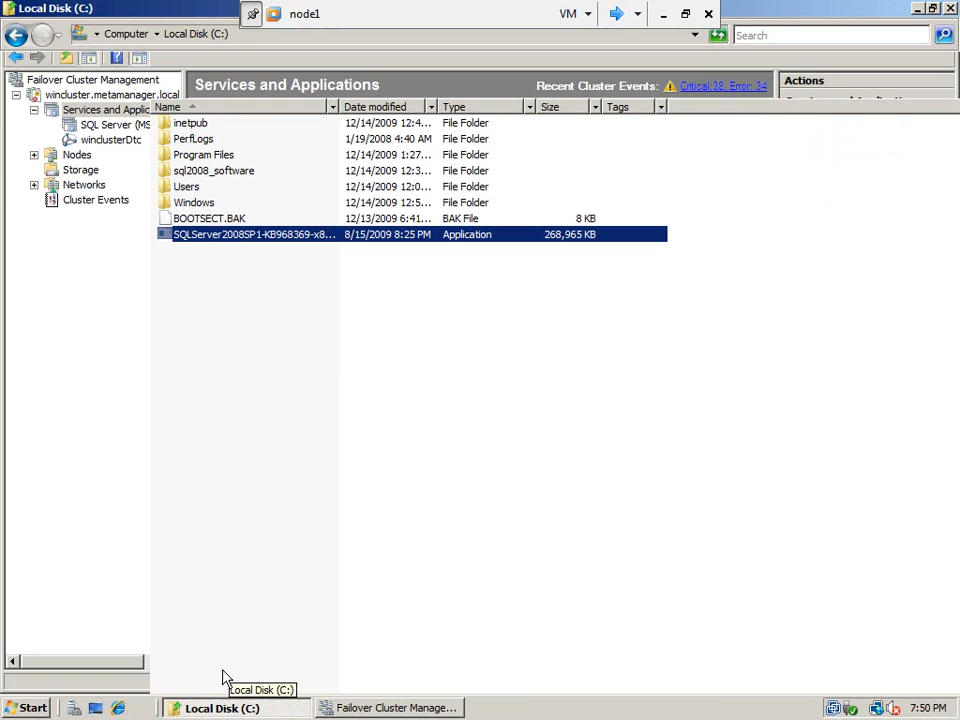 Local Disk (C:)
node1
VM
Computer
Local Disk (C:)
Search
Failover Cluster Management
wincluster.metamanager.local
Services and Applic
SQL Server (MS
winclusterDtc
Nodes
Storage
Networks
Cluster Events
Services and Applications
Recent Cluster Events:
Critical:38, Error: 34
Actions
Name
Date modified
Type
Size
Tags
inetpub 12/14/2009 12:4... File Folder
PerfLogs 1/19/2008 4:40 AM File Folder
Program Files 12/14/2009 1:27... File Folder
sql2008_software 12/14/2009 12:3... File Folder
Users 12/14/2009 12:0... File Folder
Windows 12/14/2009 12:5... File Folder
BOOTSECT.BAK 12/13/2009 6:41... BAK File 8 KB
SQLServer2008SP1-KB968369-x8... 8/15/2009 8:25 PM Application 268,965 KB
Local Disk (C:)
Start
Local Disk (C:)
Failover Cluster Manage...
7:50 PM